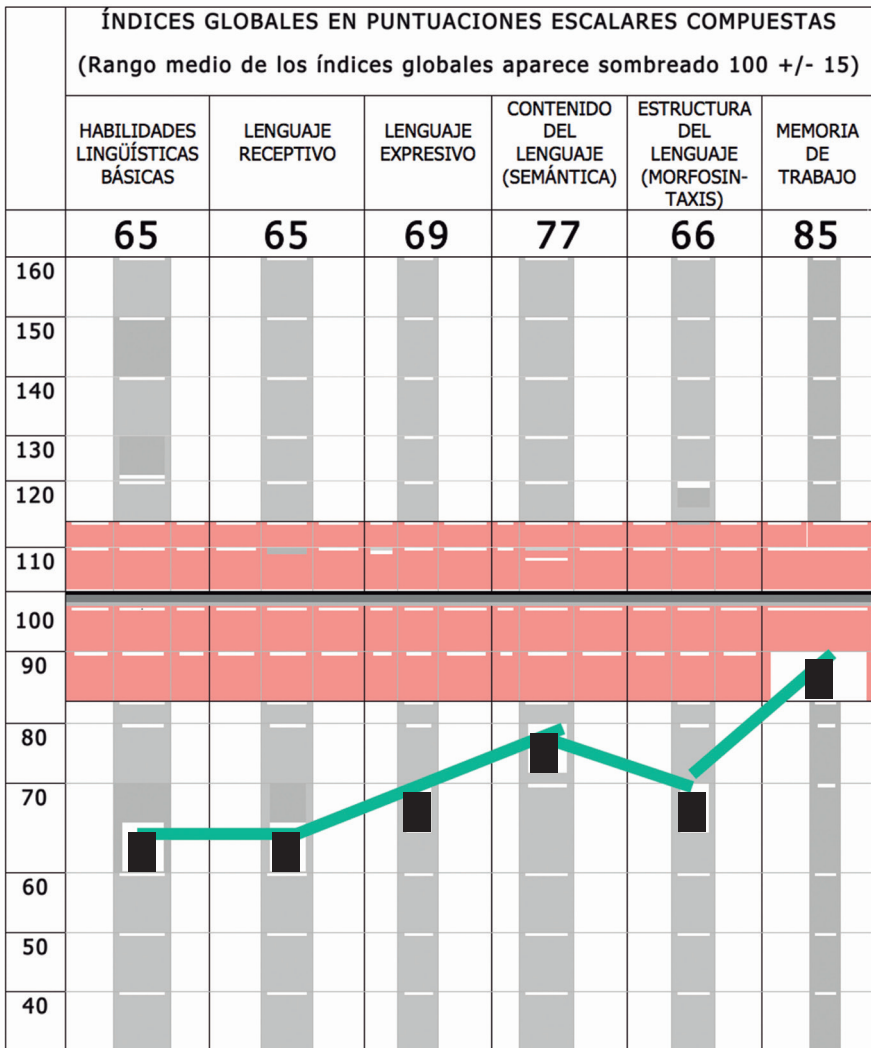 ÍNDICES GLOBALES EN PUNTUACIONES ESCALARES COMPUESTAS
(Rango medio de los índices globales aparece sombreado 100 +/- 15)
HABILIDADES
LINGÜÍSTICAS
BÁSICAS
LENGUAJE
RECEPTIVO
LENGUAJE
EXPRESIVO
CONTENIDO
DEL
LENGUAJE
(SEMÁNTICA)
ESTRUCTURA
DEL
LENGUAJE
(MORFOSIN-
TAXIS)
MEMORIA
DE
TRABAJO
65 65 69 77 66 85
160
150
140
130
120
110
100
90
80
70
60
50
40